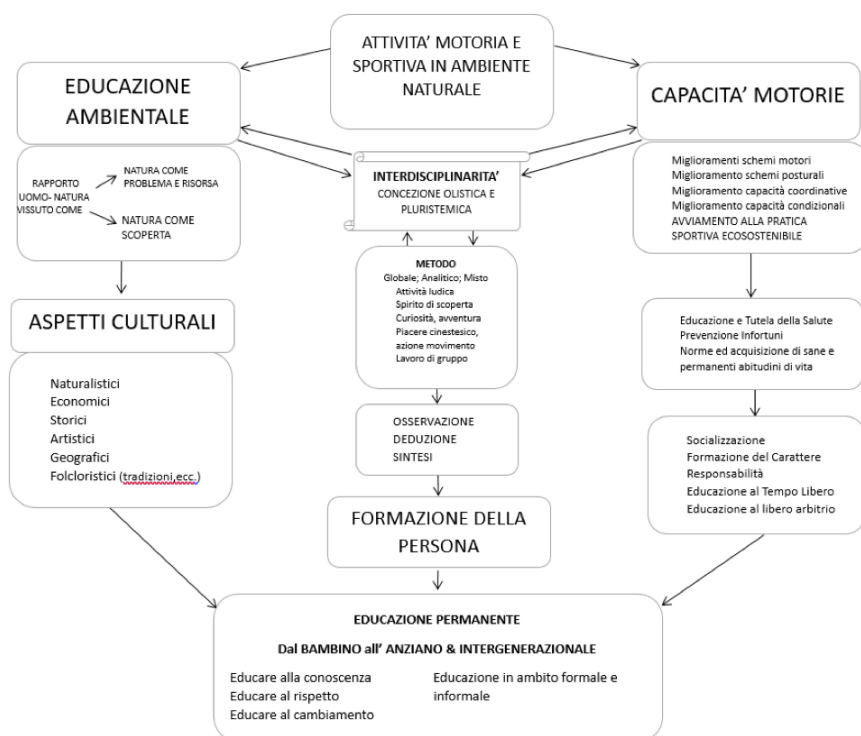 ATTIVITA’ MOTORIA E
SPORTIVA IN AMBIENTE
NATURALE
EDUCAZIONE
AMBIENTALE
CAPACITA’ MOTORIE
RAPPORTO
UOMO- NATURA
VISSUTO COME
NATURA COME
PROBLEMA E RISORSA
NATURA COME
SCOPERTA
INTERDISCIPLINARITA’
CONCEZIONE OLISTICA E
PLURISTEMICA
Miglioramenti schemi motori
Miglioramento schemi posturali
Miglioramento capacità coordinative
Miglioramento capacità condizionali
AVVIAMENTO ALLA PRATICA
SPORTIVA ECOSOSTENIBILE
METODO
Globale; Analitico; Misto
Attività ludica
Spirito di scoperta
Curiosità, avventura
Piacere cinestesico,
azione movimento
Lavoro di gruppo
ASPETTI CULTURALI
Naturalistici
Economici
Storici
Artistici
Geografici
Folcloristici (tradizioni,ecc.)
Educazione e Tutela della Salute
Prevenzione Infortuni
Norme ed acquisizione di sane e
permanenti abitudini di vita
OSSERVAZIONE
DEDUZIONE
SINTESI
Socializzazione
Formazione del Carattere
Responsabilità
Educazione al Tempo Libero
Educazione al libero arbitrio
FORMAZIONE DELLA
PERSONA
EDUCAZIONE PERMANENTE
Dal BAMBINO all’ ANZIANO & INTERGENERAZIONALE
Educare alla conoscenza
Educare al rispetto
Educare al cambiamento
Educazione in ambito formale e
informale